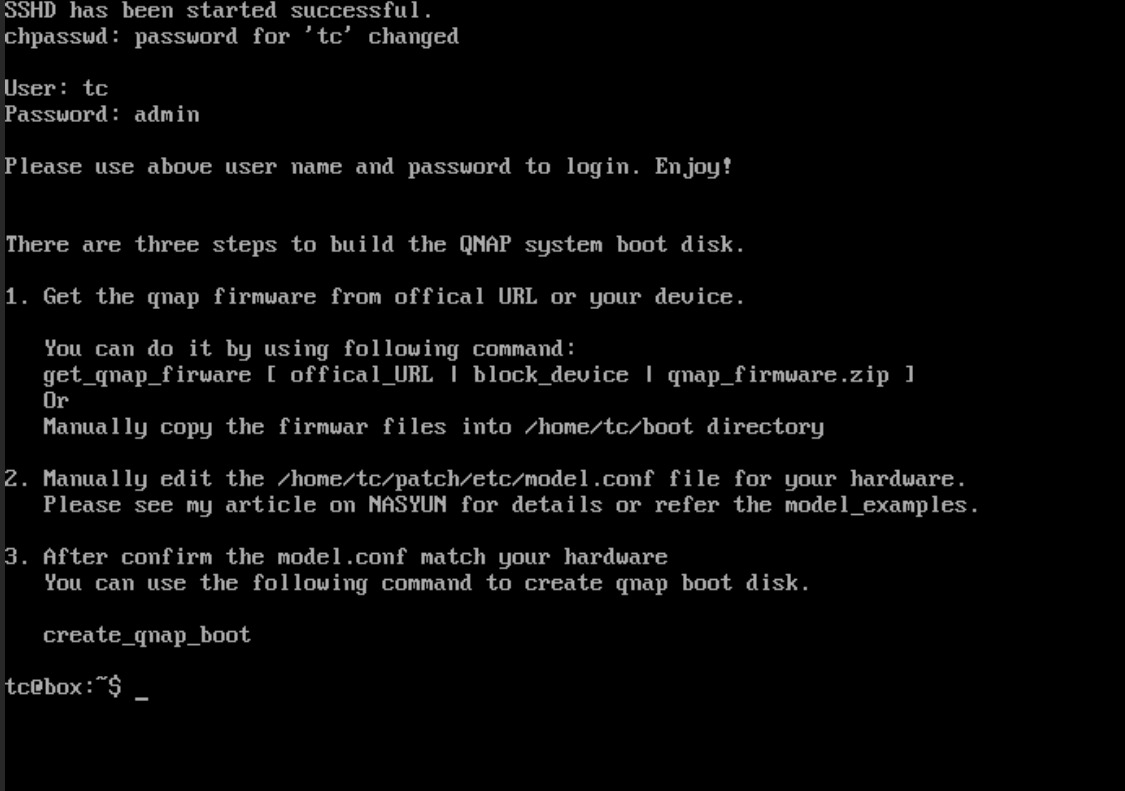 SSHD has been started successful.
chpasswd: password for 'tc' changed
User: tc
Password: admin
Please use above user name and password to login. Enjoy!
There are three steps to build the QNAP system boot disk.
1. Get the qnap firmware from offical URL or your device.
You can do it by using following command:
get_qnap_firware [ offical_URL | block_device | qnap_firmware.zip ]
Or
Manually copy the firmwar files into /home/tc/boot directory
2. Manually edit the /home/tc/patch/etc/model.conf file for your hardware.
Please see my article on NASYUN for details or refer the model_examples.
3. After confirm the model.conf match your hardware
You can use the following command to create qnap boot disk.
create_qnap_boot
tc@box:~$ _